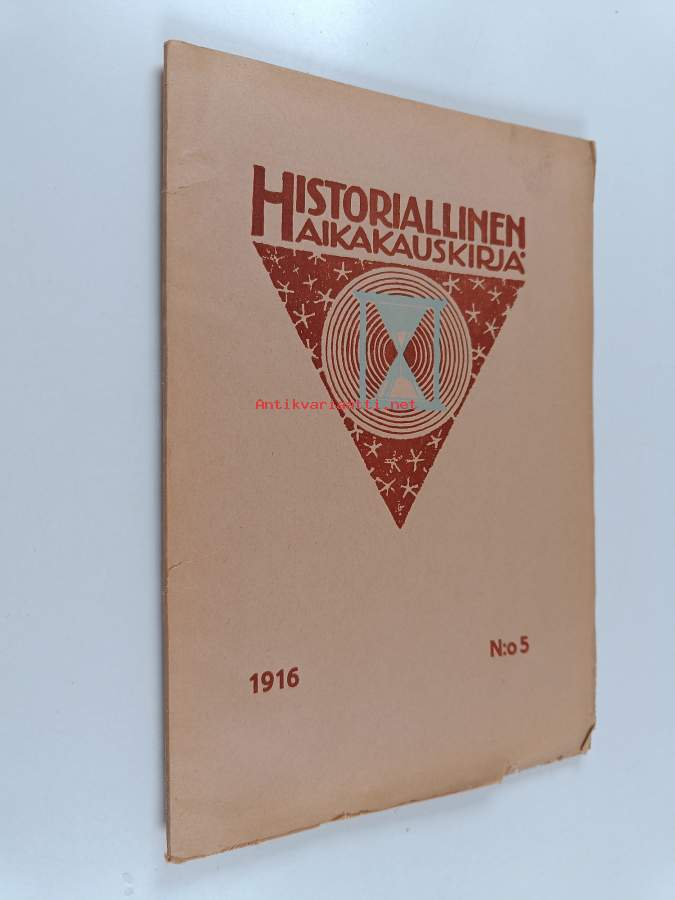 HISTORIALLINEN
AIKAKAUSKIRJA
Antikvariaatti.net
1916
N:o 5